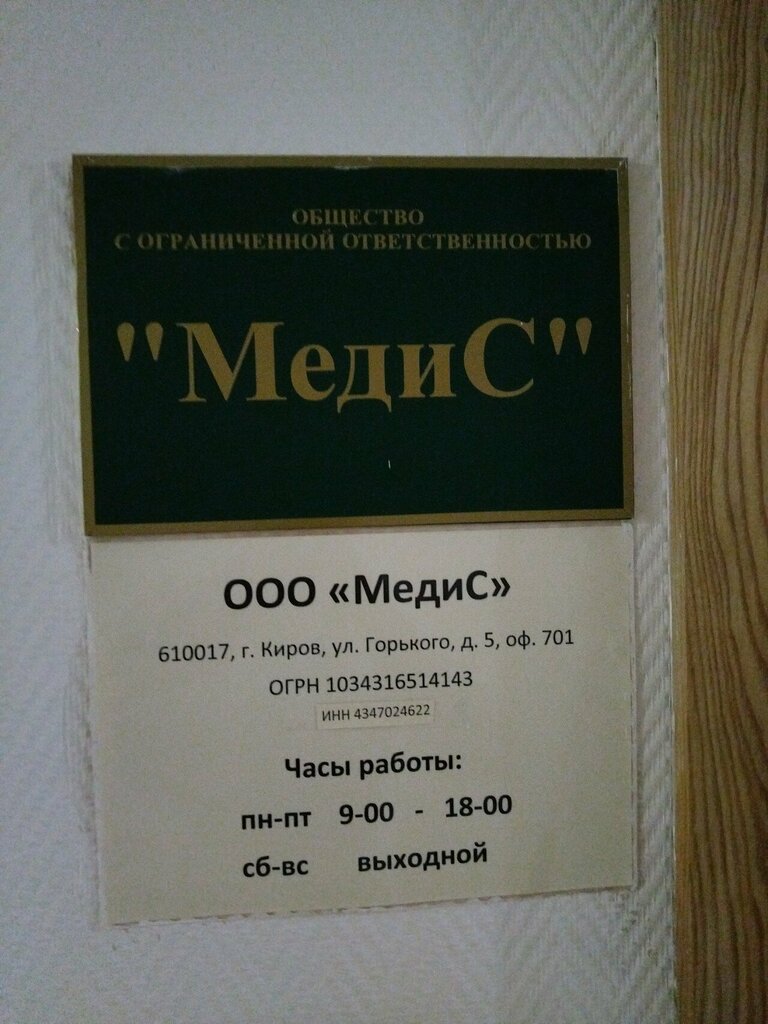 ОБЩЕСТВО
С ОГРАНИЧЕННОЙ ОТВЕТСТВЕННОСТЬЮ
"МедиС"
ООО «МедиС»
610017, г. Киров, ул. Горького, д. 5, оф. 701
ОГРН 1034316514143
ИНН 4347024622
Часы работы:
пн-пт 9-00 - 18-00
сб-вс выходной